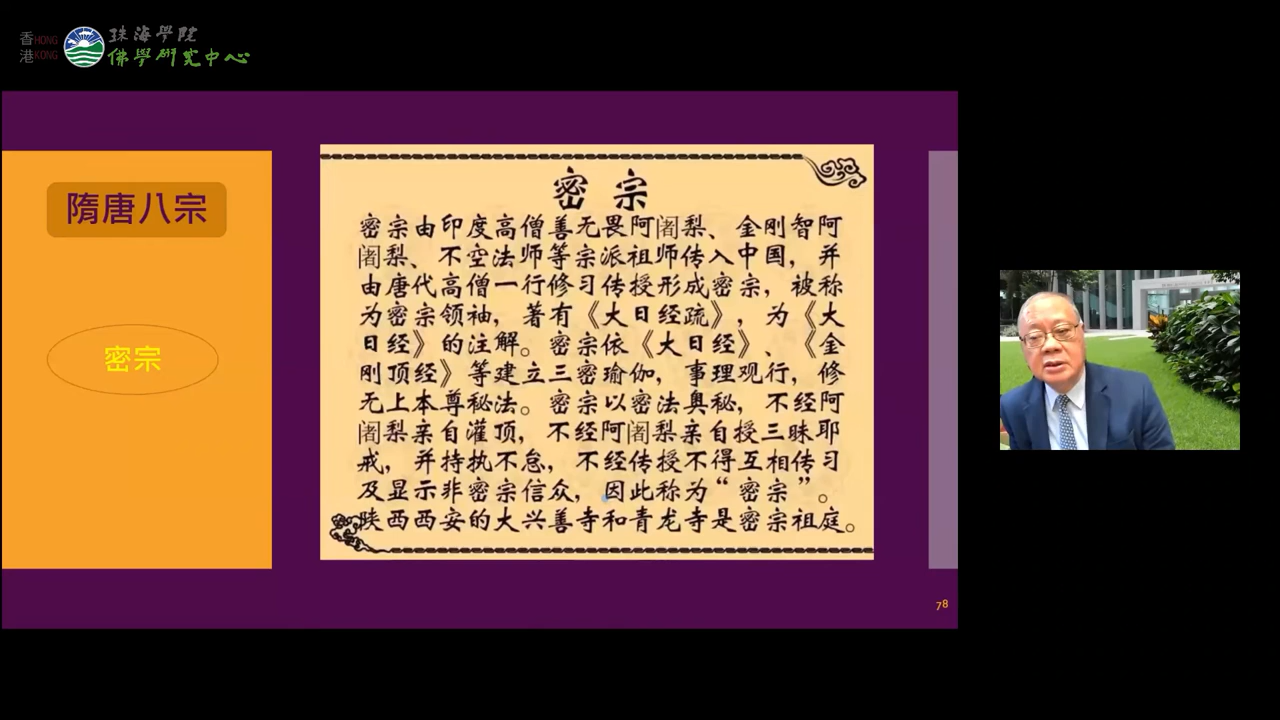 香HONG
港KONG
珠海學院
佛學研究中心
隋唐八宗
密宗
密宗
密宗由印度高僧善无畏阿阇梨、金刚智阿
阇梨、不空法师等宗派祖师传入中国，并
由唐代高僧一行修习传授形成密宗，被称
为密宗领袖，著有《大日经疏》，为《大
日经》的注解。密宗依《大日经》、《金
刚顶经》等建立三密瑜伽，事理观行，修
无上本尊秘法。密宗以密法奥秘，不经阿
阇梨亲自灌顶，不经阿阇梨亲自授三昧耶
戒，并持执不怠，不经传授不得互相传习
及显示非密宗信众，因此称为“密宗”。
陕西西安的大兴善寺和青龙寺是密宗祖庭。
78